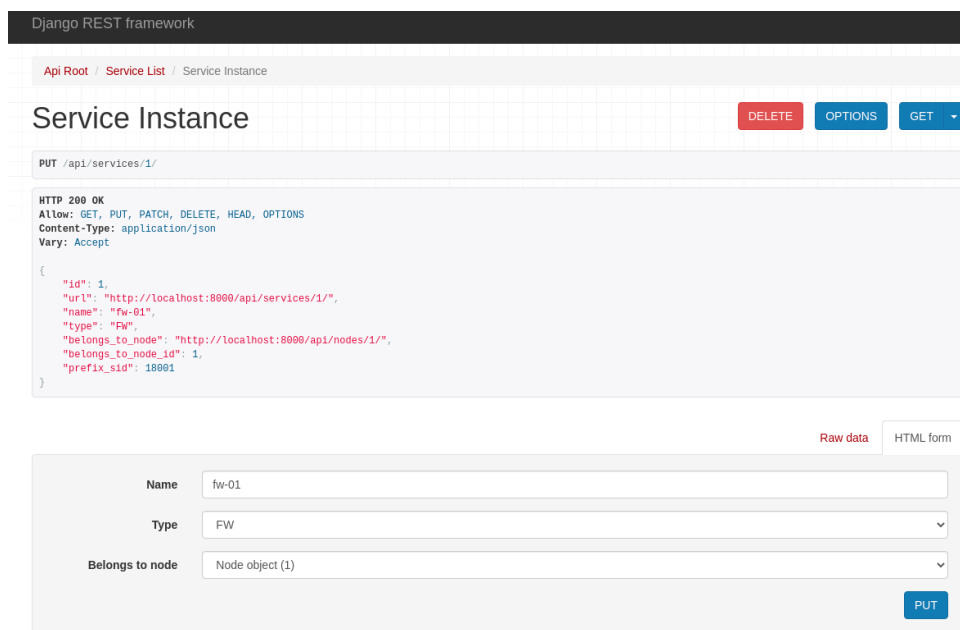 Django REST framework
Api Root / Service List / Service Instance
Service Instance
DELETE OPTIONS GET
PUT /api/services/1/
HTTP 200 OK
Allow: GET, PUT, PATCH, DELETE, HEAD, OPTIONS
Content-Type: application/json
Vary: Accept
{
"id": 1,
"url": "http://localhost:8000/api/services/1/",
"name": "fw-01",
"type": "FW",
"belongs_to_node": "http://localhost:8000/api/nodes/1/",
"belongs_to_node_id": 1,
"prefix_sid": 18001
}
Raw data HTML form
Name fw-01
Type FW
Belongs to node Node object (1)
PUT